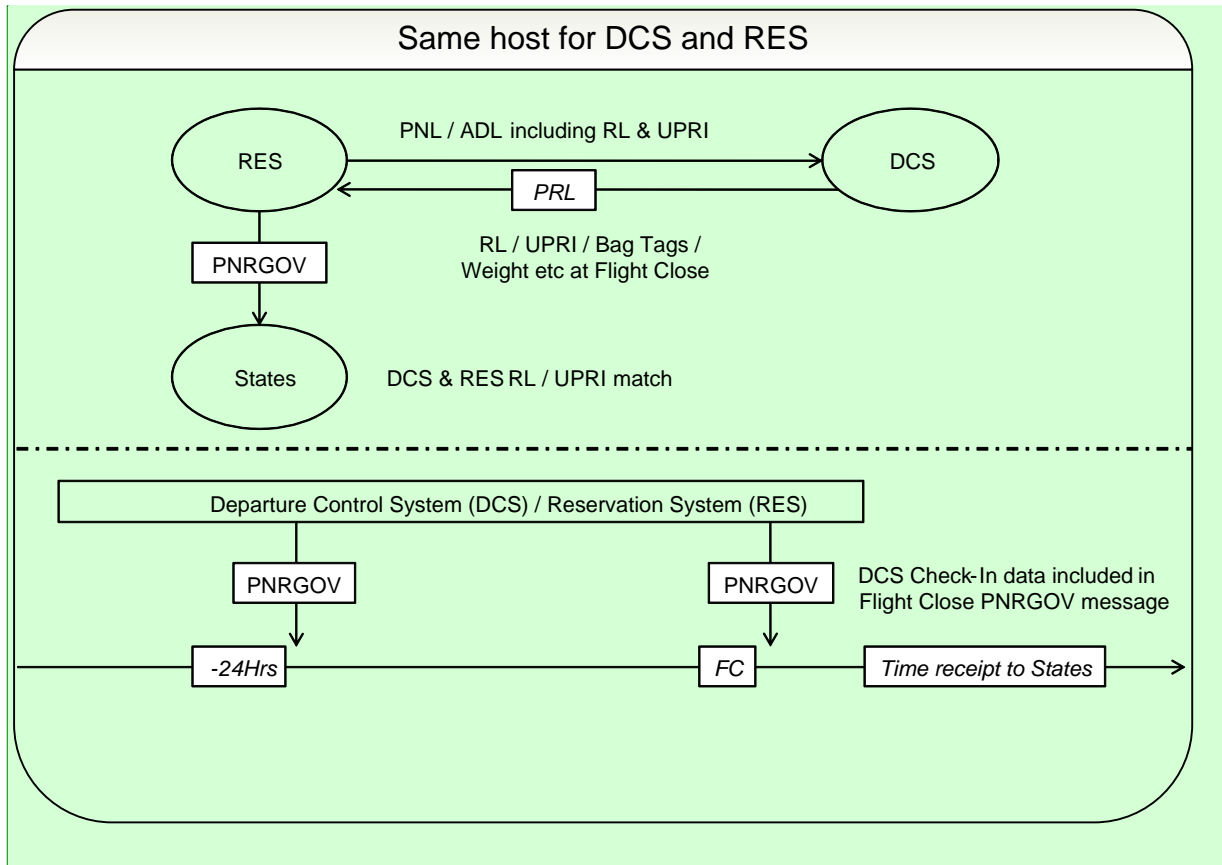 Same host for DCS and RES
PNL / ADL including RL & UPRI
RES
DCS
PRL
RL / UPRI / Bag Tags /
Weight etc at Flight Close
PNRGOV
States
DCS & RES RL / UPRI match
Departure Control System (DCS) / Reservation System (RES)
PNRGOV
PNRGOV
DCS Check-In data included in
Flight Close PNRGOV message
-24Hrs
FC
Time receipt to States